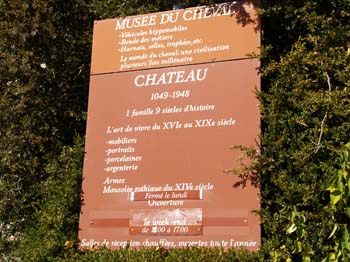 MUSEE DU CHEVAL
-Véhicules hippomobiles
-Ronde des métiers
-Harnais, selles, trophées, etc.
Le monde du cheval: une civilisation
plusieurs fois millénaire
CHATEAU
1049-1948
1 famille 9 siècles d'histoire
L'art de vivre du XVIe au XIXe siècle
-mobiliers
-portraits
-porcelaines
-argenterie
Armes
Mausolée gothique du XIVe siècle
Fermé le lundi
Ouverture
le week-end
de à 17.00
Salles de réception chauffées, ouvertes toute l'année